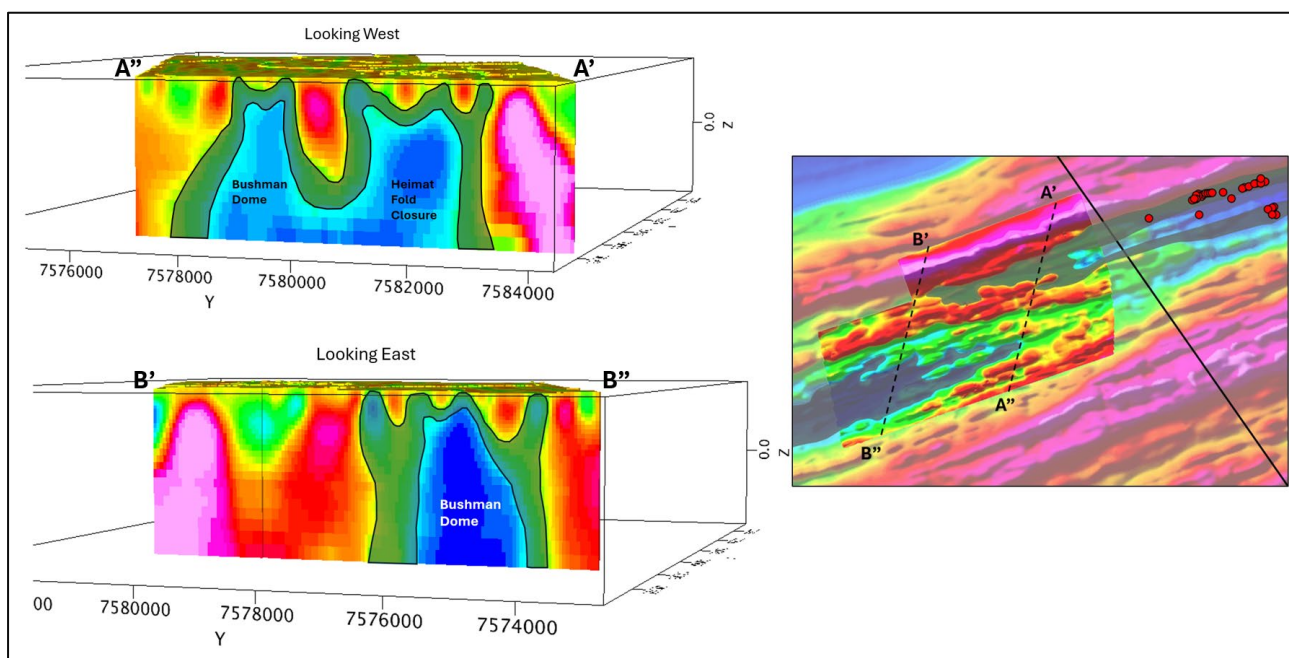 Looking West
A”
A’
Bushman
Dome
Heimat
Fold
Closure
0.0
Z
7576000
7578000
7580000
7582000
7584000
Y
Looking East
B’
B”
Bushman
Dome
0.0
Z
00
7580000
7578000
7576000
7574000
Y
A’
B’
A”
B”